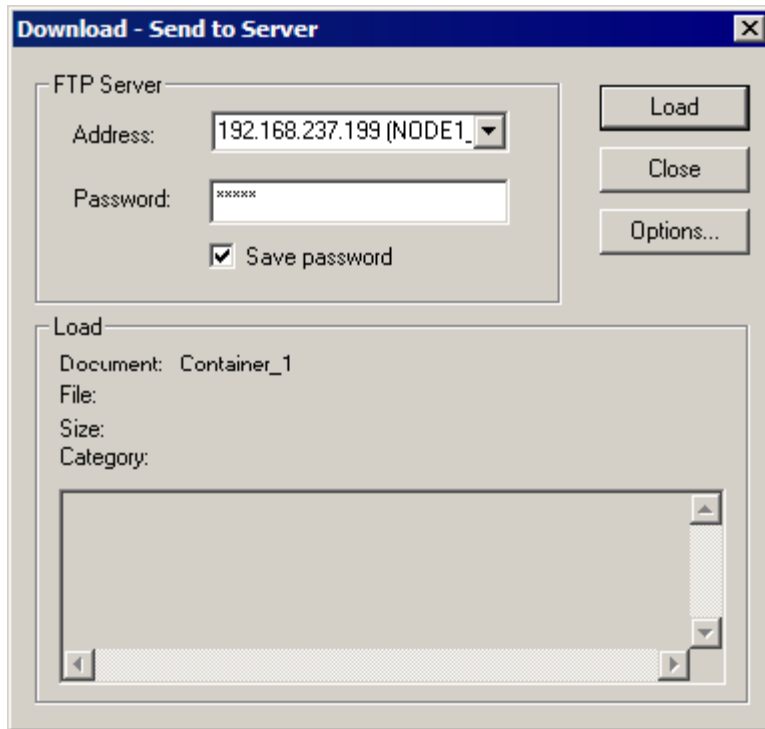 Download - Send to Server
FTP Server
Address: 192.168.237.199 (NODE1_
Password: *****
Save password
Load
Close
Options...
Load
Document: Container_1
File:
Size:
Category: